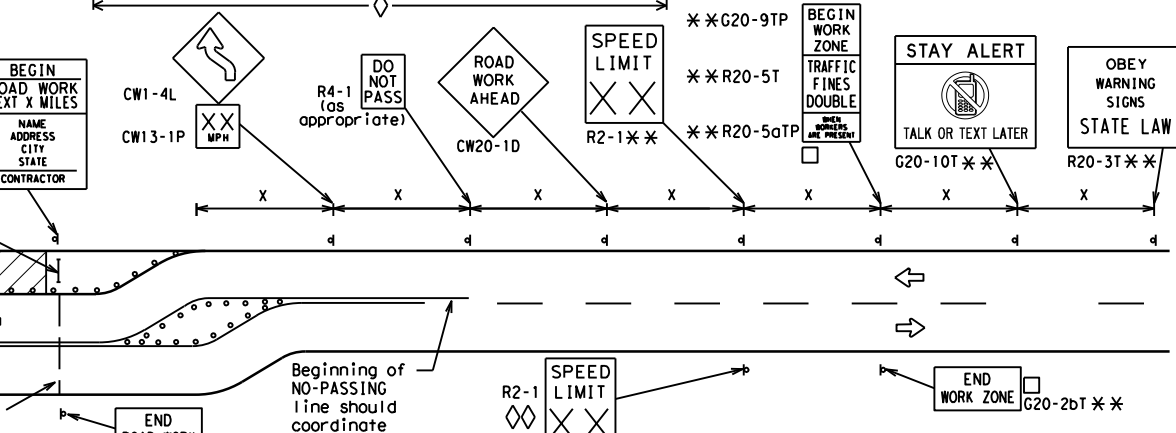 BEGIN
ROAD WORK
NEXT X MILES
NAME
ADDRESS
CITY
STATE
CONTRACTOR
CW1-4L
XX
MPH
CW13-1P
R4-1
(as
appropriate)
DO
NOT
PASS
ROAD
WORK
AHEAD
CW20-1D
SPEED
LIMIT
X X
R2-1**
**G20-9TP
**R20-5T
**R20-5aTP
BEGIN
WORK
ZONE
TRAFFIC
FINES
DOUBLE
WHEN
WORKERS
ARE PRESENT
STAY ALERT
TALK OR TEXT LATER
G20-10T**
OBEY
WARNING
SIGNS
STATE LAW
R20-3T**
X
X
X
X
X
X
X
Beginning of
NO-PASSING
line should
coordinate
R2-1
SPEED
LIMIT
X X
END
WORK ZONE
G20-2bT**
END
ROAD WORK